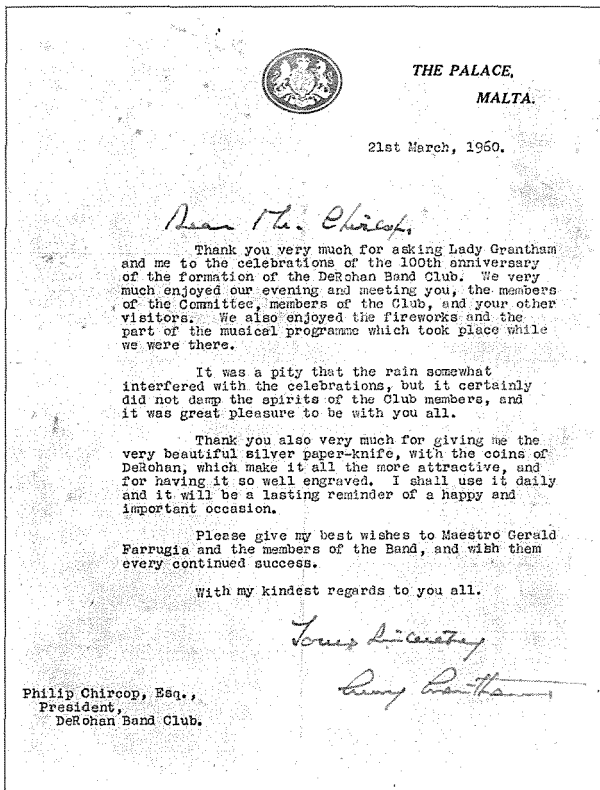 THE PALACE,
MALTA.
21st March, 1960.
Dear Mr. Chircop,
Thank you very much for asking Lady Grantham
and me to the celebrations of the 100th anniversary
of the formation of the DeRohan Band Club. We very
much enjoyed our evening and meeting you, the members
of the Committee, members of the Club, and your other
visitors. We also enjoyed the fireworks and the
part of the musical programme which took place while
we were there.
It was a pity that the rain somewhat
interfered with the celebrations, but it certainly
did not damp the spirits of the Club members, and
it was great pleasure to be with you all.
Thank you also very much for giving me the
very beautiful silver paper-knife, with the coins of
DeRohan, which make it all the more attractive, and
for having it so well engraved. I shall use it daily
and it will be a lasting reminder of a happy and
important occasion.
Please give my best wishes to Maestro Gerald
Farrugia and the members of the Band, and wish them
every continued success.
With my kindest regards to you all.
Yours sincerely
Guy Grantham
Philip Chircop, Esq.,
President,
DeRohan Band Club.